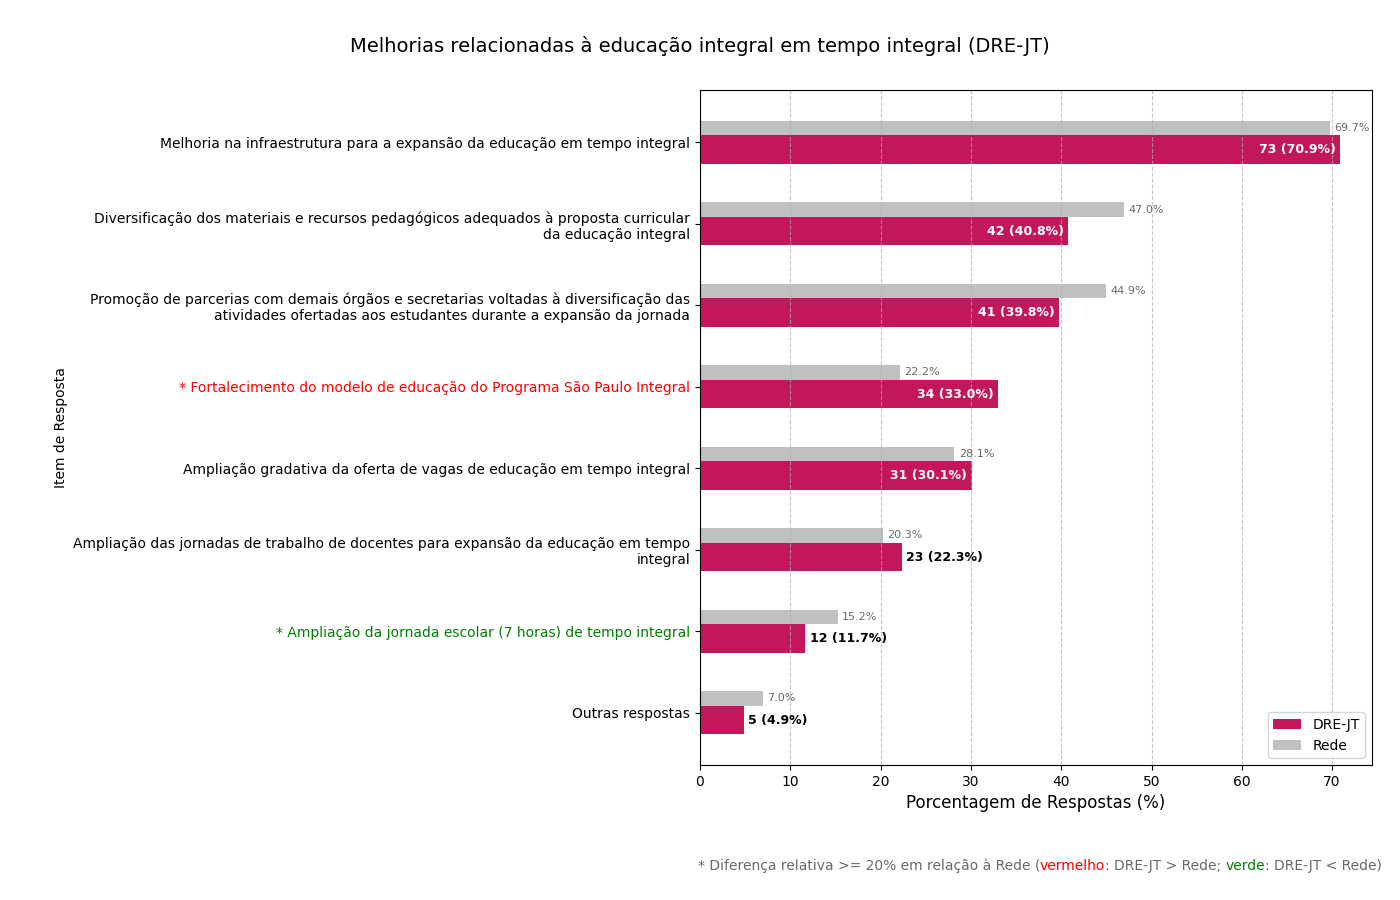 Melhorias relacionadas à educação integral em tempo integral (DRE-JT)
Item de Resposta
Melhoria na infraestrutura para a expansão da educação em tempo integral
69.7%
73 (70.9%)
Diversificação dos materiais e recursos pedagógicos adequados à proposta curricular
da educação integral
47.0%
42 (40.8%)
Promoção de parcerias com demais órgãos e secretarias voltadas à diversificação das
atividades ofertadas aos estudantes durante a expansão da jornada
44.9%
41 (39.8%)
* Fortalecimento do modelo de educação do Programa São Paulo Integral
22.2%
34 (33.0%)
Ampliação gradativa da oferta de vagas de educação em tempo integral
28.1%
31 (30.1%)
Ampliação das jornadas de trabalho de docentes para expansão da educação em tempo
integral
20.3%
23 (22.3%)
* Ampliação da jornada escolar (7 horas) de tempo integral
15.2%
12 (11.7%)
Outras respostas
7.0%
5 (4.9%)
DRE-JT
Rede
0 10 20 30 40 50 60 70
Porcentagem de Respostas (%)
* Diferença relativa >= 20% em relação à Rede (vermelho: DRE-JT > Rede; verde: DRE-JT < Rede)